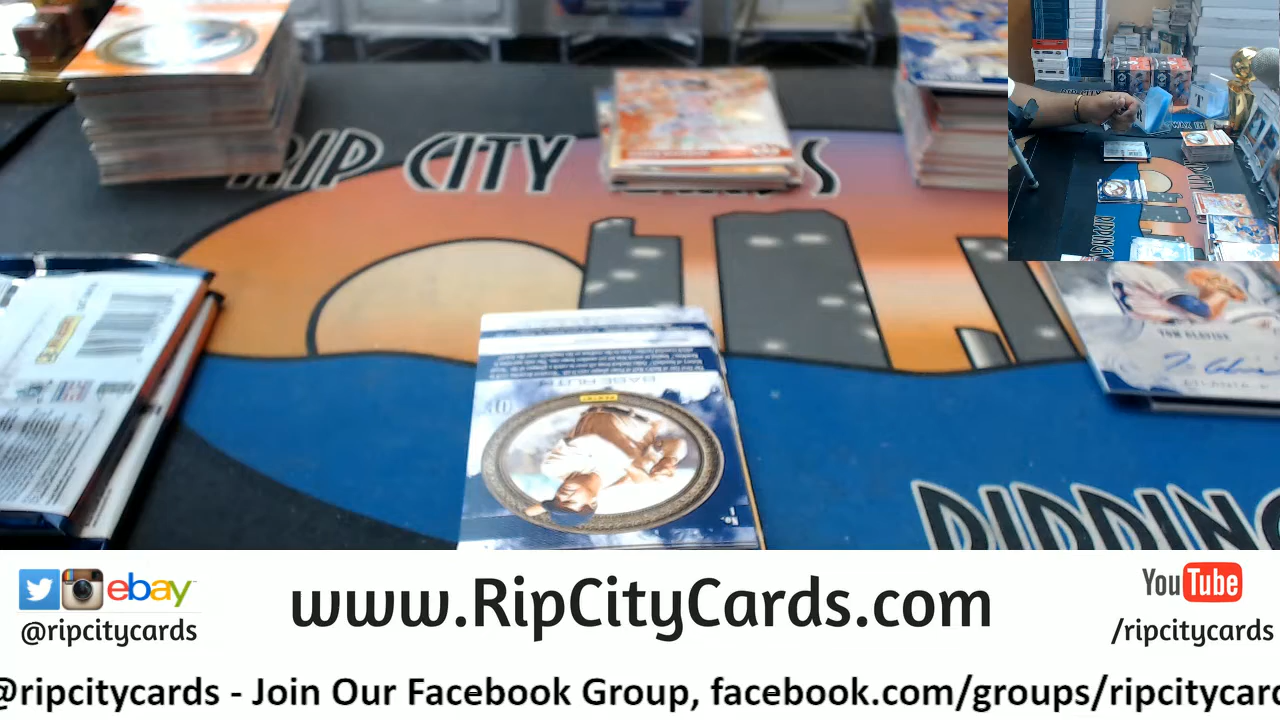 RIP CITY
TOM GLAVINE
BABE RUTH
RIPPING
ebay
YouTube
@ripcitycards
www.RipCityCards.com
/ripcitycards
@ripcitycards - Join Our Facebook Group, facebook.com/groups/ripcitycard